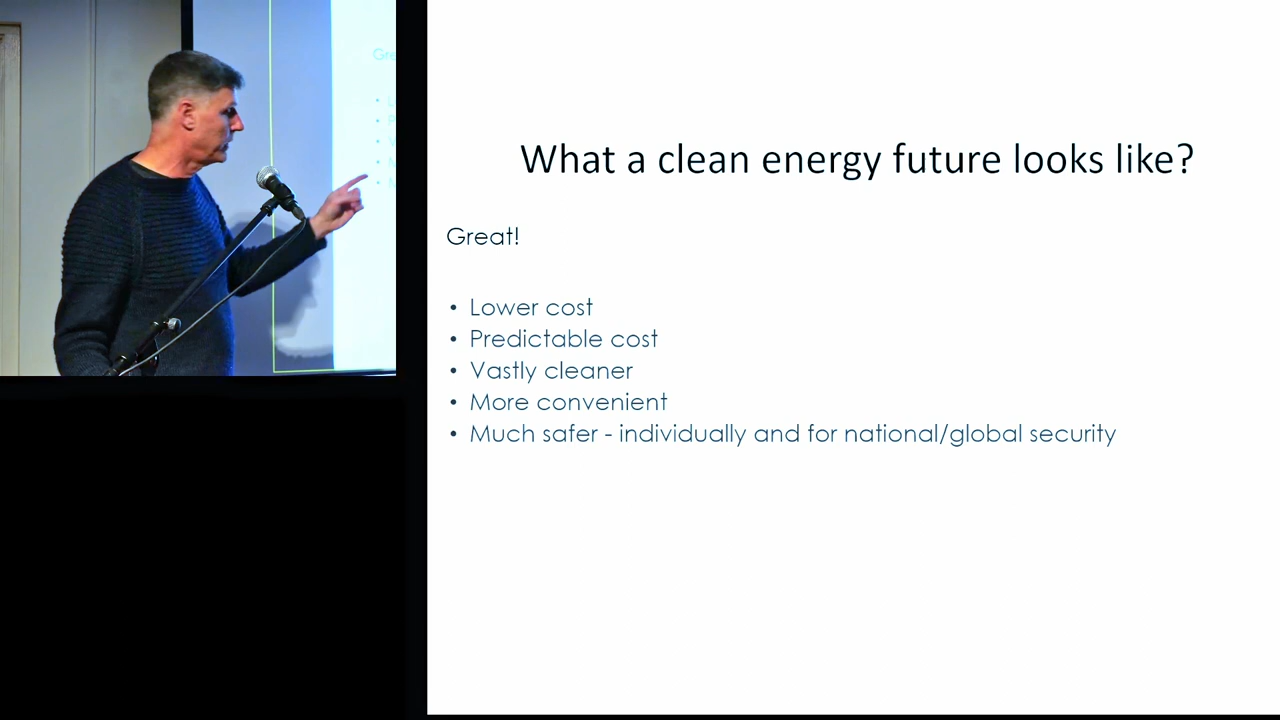 What a clean energy future looks like?
Great!
• Lower cost
• Predictable cost
• Vastly cleaner
• More convenient
• Much safer - individually and for national/global security